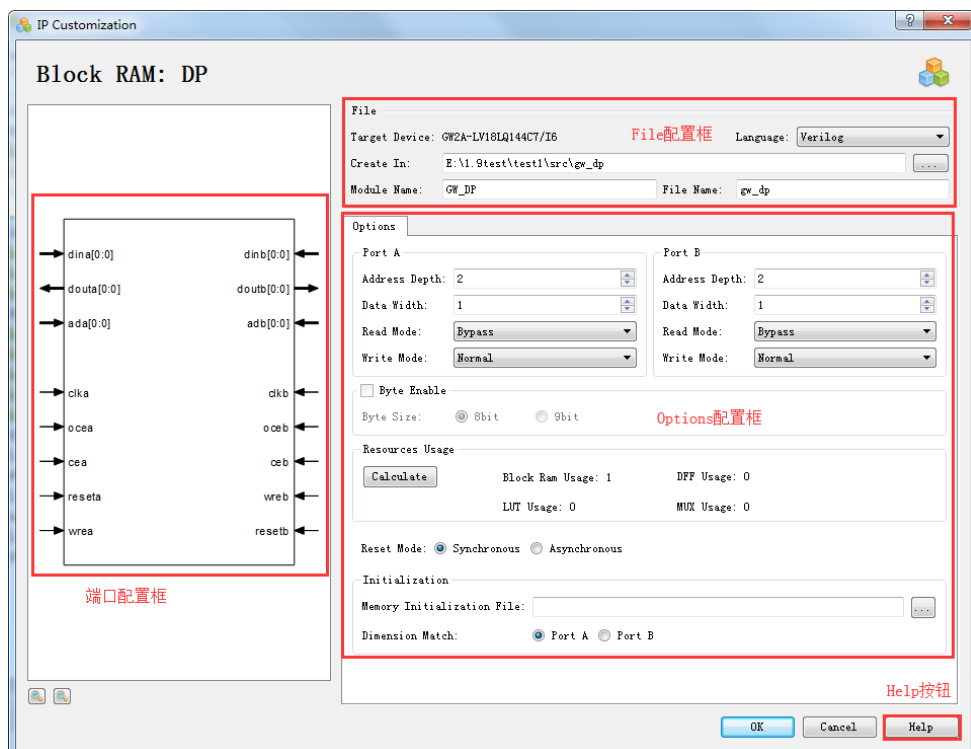 IP Customization
Block RAM: DP
File
Target Device: GW2A-LV18LQ144C7/I6 File配置框 Language: Verilog
Create In: E:\1.9test\test1\src\gw_dp ...
Module Name: GW_DP File Name: gw_dp
Options
Port A Port B
Address Depth: 2 Address Depth: 2
Data Width: 1 Data Width: 1
Read Mode: Bypass Read Mode: Bypass
Write Mode: Normal Write Mode: Normal
Byte Enable
Byte Size: 8bit 9bit Options配置框
Resources Usage
Calculate Block Ram Usage: 1 DFF Usage: 0
LUT Usage: 0 MUX Usage: 0
Reset Mode: Synchronous Asynchronous
Initialization
Memory Initialization File: ...
Dimension Match: Port A Port B
dina[0:0] dinb[0:0]
douta[0:0] doutb[0:0]
ada[0:0] adb[0:0]
clka clkb
ocea oceb
cea ceb
reseta wreb
wrea resetb
端口配置框
Help按钮
OK Cancel Help